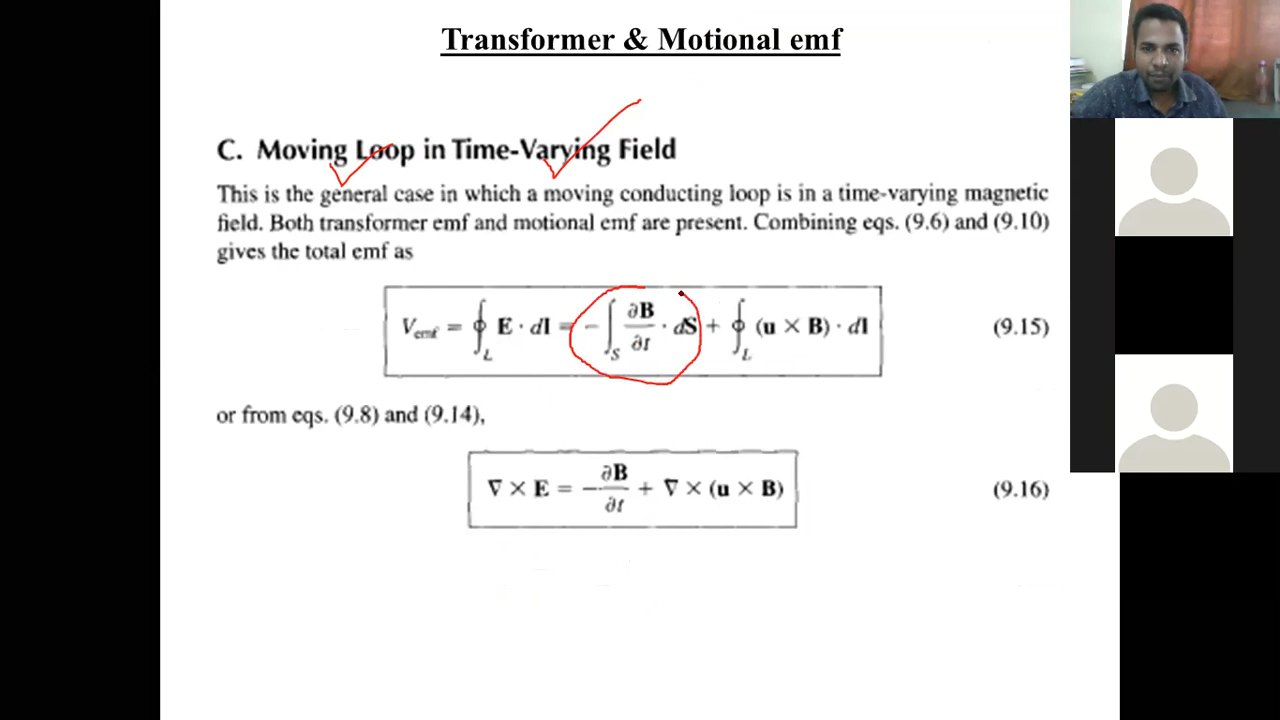 Transformer & Motional emf
C. Moving Loop in Time-Varying Field
This is the general case in which a moving conducting loop is in a time-varying magnetic
field. Both transformer emf and motional emf are present. Combining eqs. (9.6) and (9.10)
gives the total emf as
V_emf = ∮_L E · dl = −∫_S ∂B/∂t · dS + ∮_L (u × B) · dl (9.15)
or from eqs. (9.8) and (9.14),
∇ × E = −∂B/∂t + ∇ × (u × B) (9.16)